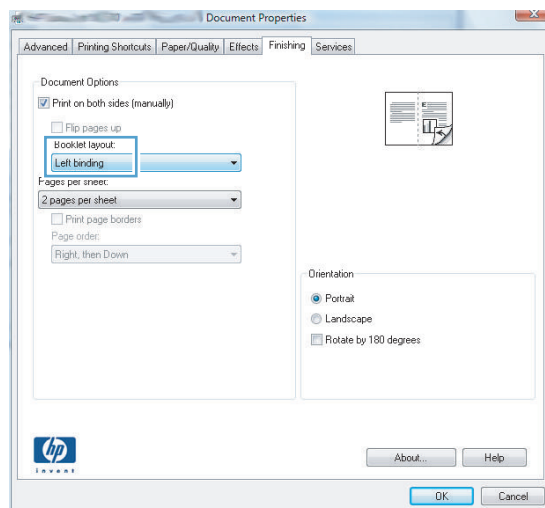 Document Properties
Advanced Printing Shortcuts Paper/Quality Effects Finishing Services
Document Options
Print on both sides (manually)
Flip pages up
Booklet layout:
Left binding
Pages per sheet:
2 pages per sheet
Print page borders
Page order:
Right, then Down
E
Orientation
Portrait
Landscape
Rotate by 180 degrees
hp
invent
About... Help
OK Cancel